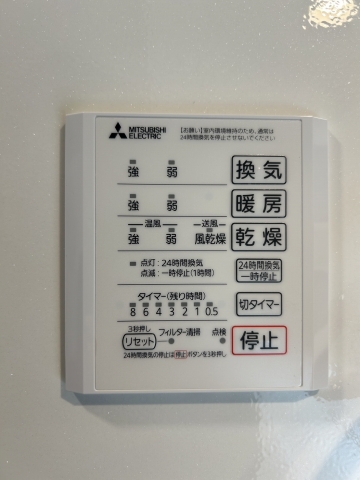 MITSUBISHI
ELECTRIC
【お願い】室内環境維持のため、通常は
24時間換気を停止させないでください
強 弱 換気
強 弱 暖房
温風 送風
強 弱 風乾燥 乾燥
点灯:24時間換気
点滅:一時停止(1時間)
24時間換気
一時停止
タイマー(残り時間)
8 6 4 3 2 1 0.5
切タイマー
3秒押し
リセット フィルター清掃 点検
停止
24時間換気の停止は停止ボタンを3秒押し